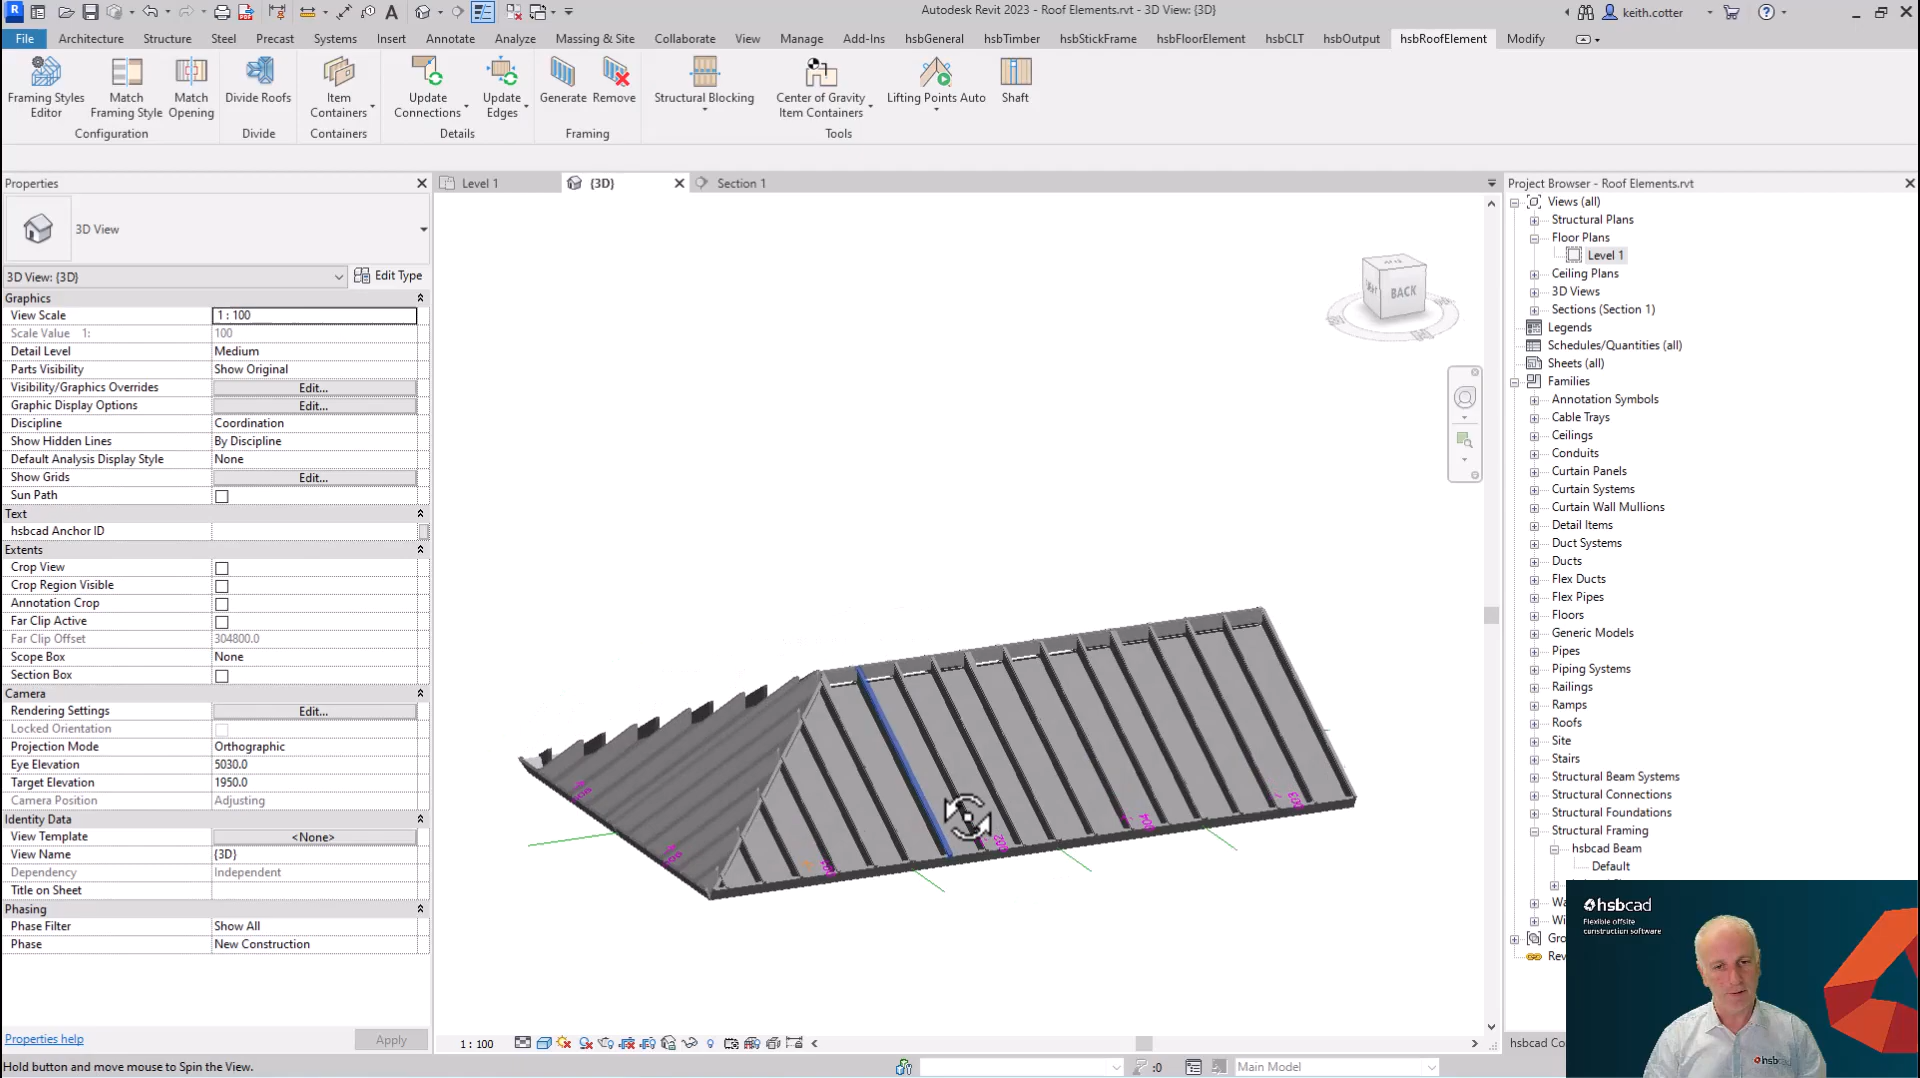 Autodesk Revit 2023 - Roof Elements.rvt - 3D View: {3D}
keith.cotter
File Architecture Structure Steel Precast Systems Insert Annotate Analyze Massing & Site Collaborate View Manage Add-Ins hsbGeneral hsbTimber hsbStickFrame hsbFloorElement hsbCLT hsbOutput hsbRoofElement Modify
Framing Styles Editor
Match Framing Style
Match Opening
Divide Roofs
Item Containers
Update Connections
Update Edges
Generate
Remove
Structural Blocking
Center of Gravity Item Containers
Lifting Points Auto
Shaft
Configuration Divide Containers Details Framing Tools
Properties
Level 1
{3D}
Section 1
Project Browser - Roof Elements.rvt
3D View
3D View: {3D}
Edit Type
Graphics
View Scale 1 : 100
Scale Value 1: 100
Detail Level Medium
Parts Visibility Show Original
Visibility/Graphics Overrides Edit...
Graphic Display Options Edit...
Discipline Coordination
Show Hidden Lines By Discipline
Default Analysis Display Style None
Show Grids Edit...
Sun Path
Text
hsbcad Anchor ID
Extents
Crop View
Crop Region Visible
Annotation Crop
Far Clip Active
Far Clip Offset 304800.0
Scope Box None
Section Box
Camera
Rendering Settings Edit...
Locked Orientation
Projection Mode Orthographic
Eye Elevation 5030.0
Target Elevation 1950.0
Camera Position Adjusting
Identity Data
View Template <None>
View Name {3D}
Dependency Independent
Title on Sheet
Phasing
Phase Filter Show All
Phase New Construction
Properties help
Apply
BACK
Views (all)
Structural Plans
Floor Plans
Level 1
Ceiling Plans
3D Views
Sections (Section 1)
Legends
Schedules/Quantities (all)
Sheets (all)
Families
Annotation Symbols
Cable Trays
Ceilings
Conduits
Curtain Panels
Curtain Systems
Curtain Wall Mullions
Detail Items
Duct Systems
Ducts
Flex Ducts
Flex Pipes
Floors
Generic Models
Pipes
Piping Systems
Railings
Ramps
Roofs
Site
Stairs
Structural Beam Systems
Structural Connections
Structural Foundations
Structural Framing
hsbcad Beam
Default
Wa
Wi
Gro
Rev
hsbcad
Flexible offsite
construction software
hsbcad
hsbcad Co
1 : 100
Hold button and move mouse to Spin the View.
:0
Main Model